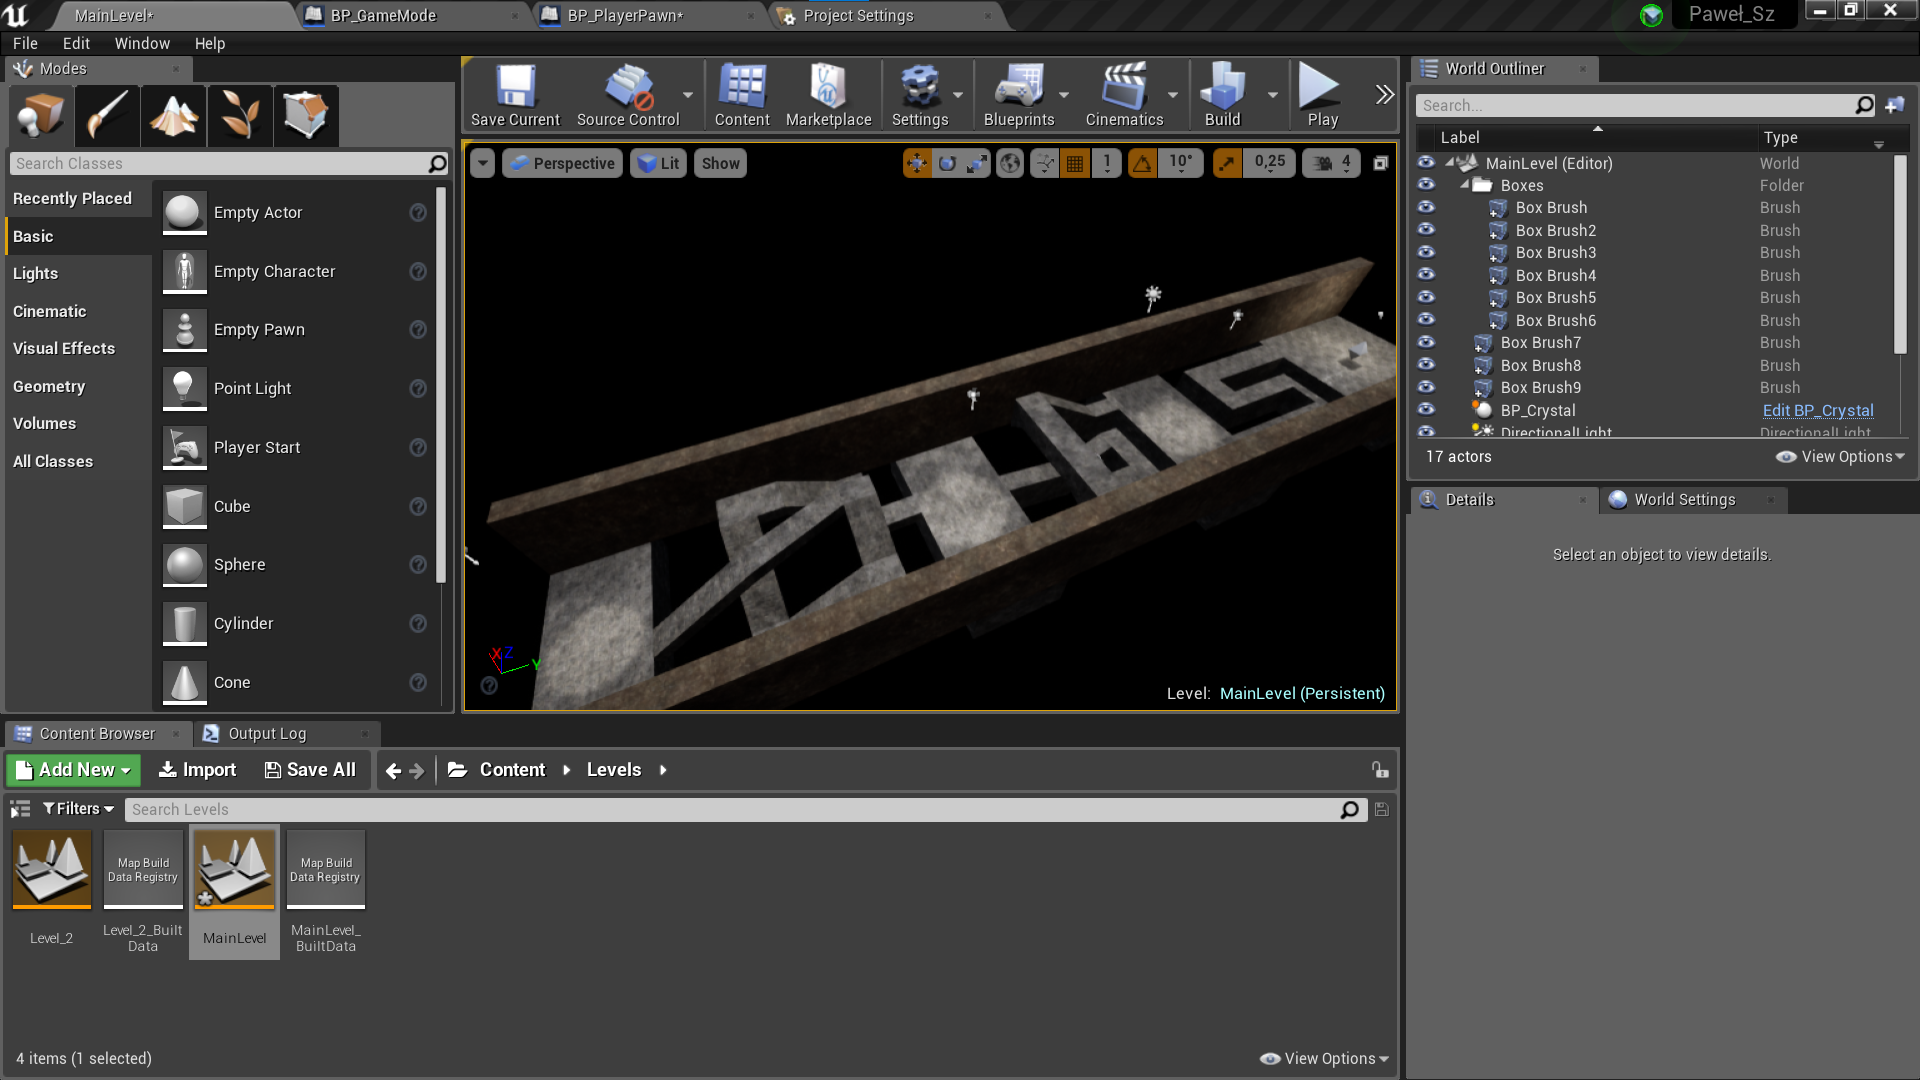 MainLevel*
BP_GameMode
BP_PlayerPawn*
Project Settings
Paweł_Sz
File Edit Window Help
Modes
Search Classes
Recently Placed
Basic
Lights
Cinematic
Visual Effects
Geometry
Volumes
All Classes
Empty Actor
Empty Character
Empty Pawn
Point Light
Player Start
Cube
Sphere
Cylinder
Cone
Save Current
Source Control
Content
Marketplace
Settings
Blueprints
Cinematics
Build
Play
Perspective
Lit
Show
1
10°
0,25
4
X Z
Y
Level: MainLevel (Persistent)
World Outliner
Search...
Label Type
MainLevel (Editor) World
Boxes Folder
Box Brush Brush
Box Brush2 Brush
Box Brush3 Brush
Box Brush4 Brush
Box Brush5 Brush
Box Brush6 Brush
Box Brush7 Brush
Box Brush8 Brush
Box Brush9 Brush
BP_Crystal Edit BP_Crystal
DirectionalLight DirectionalLight
17 actors
View Options
Details
World Settings
Select an object to view details.
Content Browser
Output Log
Add New
Import
Save All
Content
Levels
Filters
Search Levels
Level_2
Map Build
Data Registry
Level_2_Built
Data
MainLevel
Map Build
Data Registry
MainLevel_
BuiltData
4 items (1 selected)
View Options